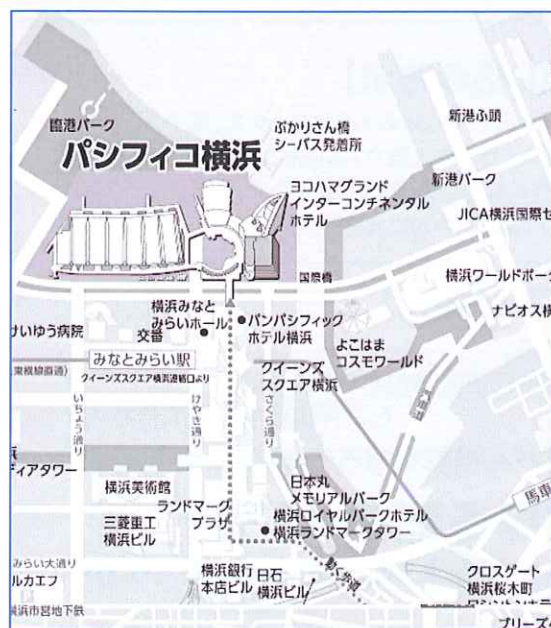 臨港パーク
パシフィコ横浜
ぷかりさん橋
シーバス発着所
新港ふ頭
新港パーク
ヨコハマグランド
インターコンチネンタル
ホテル
JICA横浜国際セ
国際橋
横浜ワールドポー
ナビオス横
横浜みなと
みらいホール
パンパシフィック
ホテル横浜
けいゆう病院
交番
よこはま
コスモワールド
みなとみらい駅
東横線直通)
クイーンズスクエア横浜連絡口より
クイーンズ
スクエア横浜
いちょう通り
けやき通り
さくら通り
汽車道
ディアタワー
横浜美術館
ランドマーク
プラザ
三菱重工
横浜ビル
日本丸
メモリアルパーク
横浜ロイヤルパークホテル
横浜ランドマークタワー
馬車
動く歩道
みらい大通り
ルカエフ
横浜銀行
本店ビル
日石
横浜ビル
クロスゲート
横浜桜木町
ワシントンホテ
横浜市営地下鉄
ブリーズ